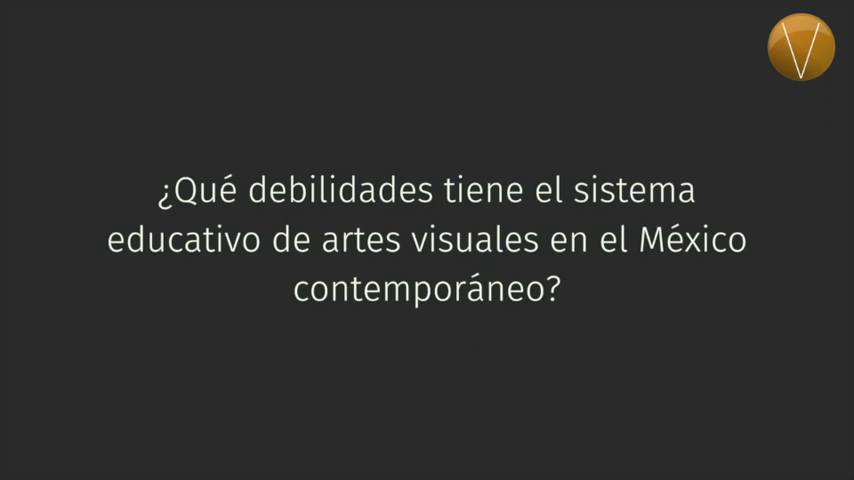 ¿Qué debilidades tiene el sistema
educativo de artes visuales en el México
contemporáneo?